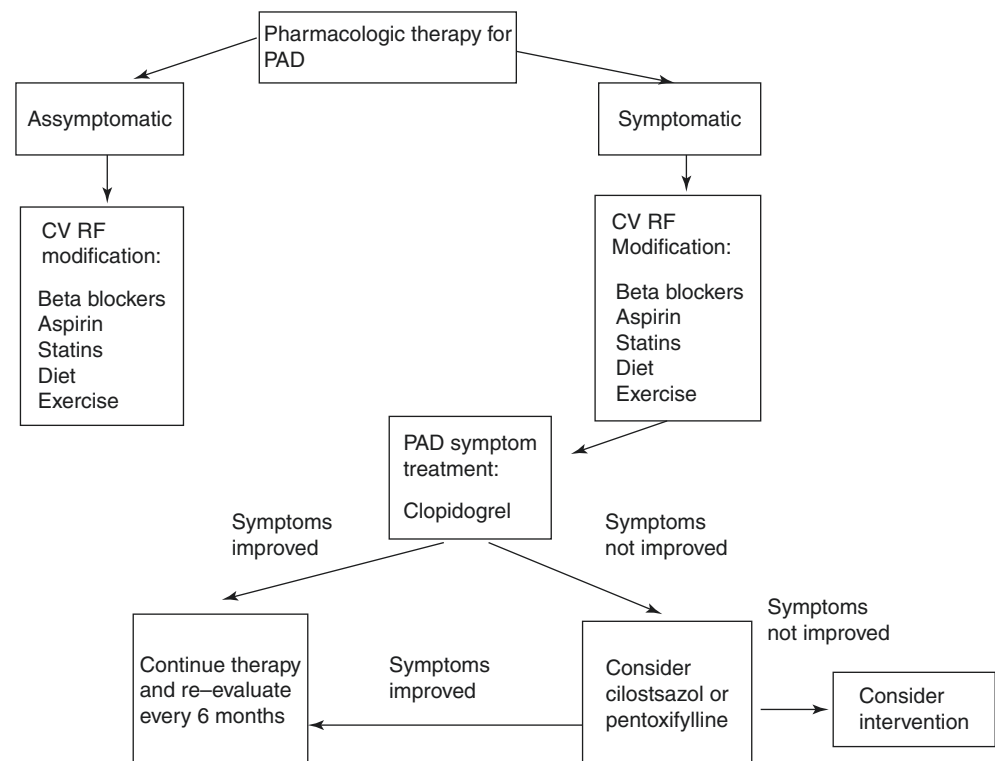 Pharmacologic therapy for
PAD
Assymptomatic
Symptomatic
CV RF
modification:
Beta blockers
Aspirin
Statins
Diet
Exercise
CV RF
Modification:
Beta blockers
Aspirin
Statins
Diet
Exercise
PAD symptom
treatment:
Clopidogrel
Symptoms
improved
Symptoms
not improved
Continue therapy
and re–evaluate
every 6 months
Symptoms
improved
Consider
cilostsazol or
pentoxifylline
Symptoms
not improved
Consider
intervention